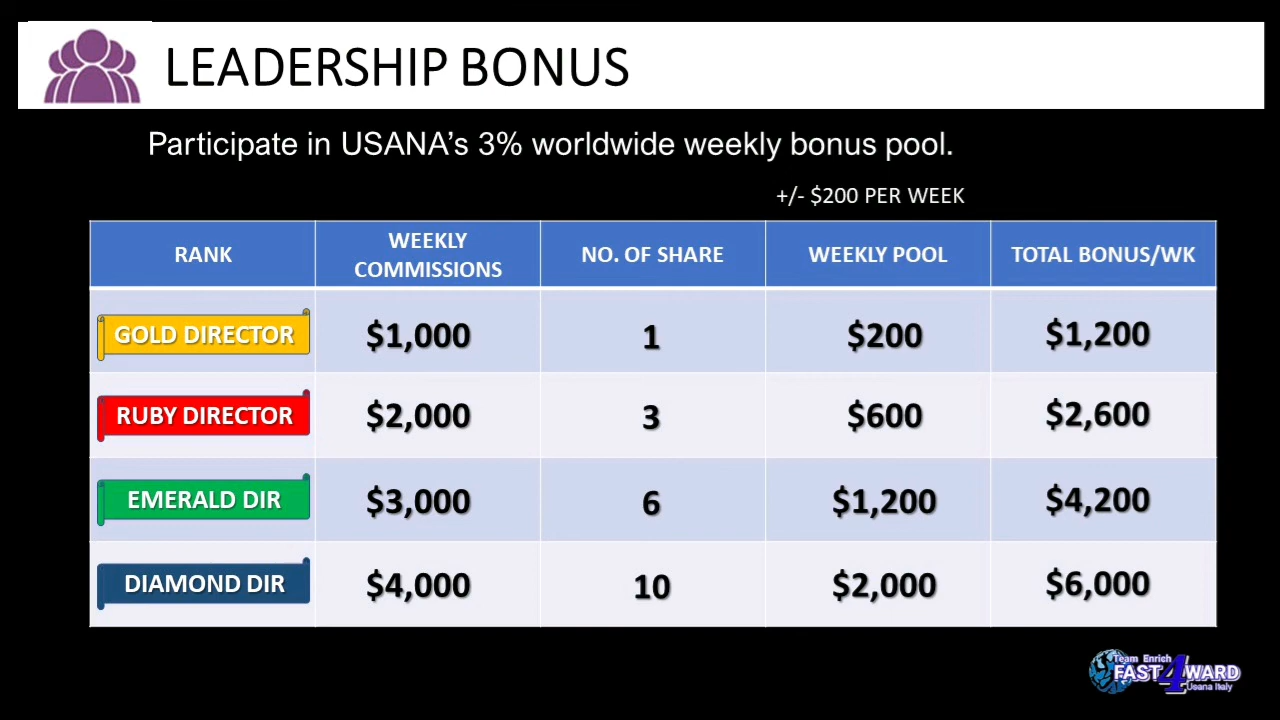 LEADERSHIP BONUS
Participate in USANA's 3% worldwide weekly bonus pool.
+/- $200 PER WEEK
RANK WEEKLY COMMISSIONS NO. OF SHARE WEEKLY POOL TOTAL BONUS/WK
GOLD DIRECTOR $1,000 1 $200 $1,200
RUBY DIRECTOR $2,000 3 $600 $2,600
EMERALD DIR $3,000 6 $1,200 $4,200
DIAMOND DIR $4,000 10 $2,000 $6,000
Team Enrich
FAST4WARD
Usana Italy